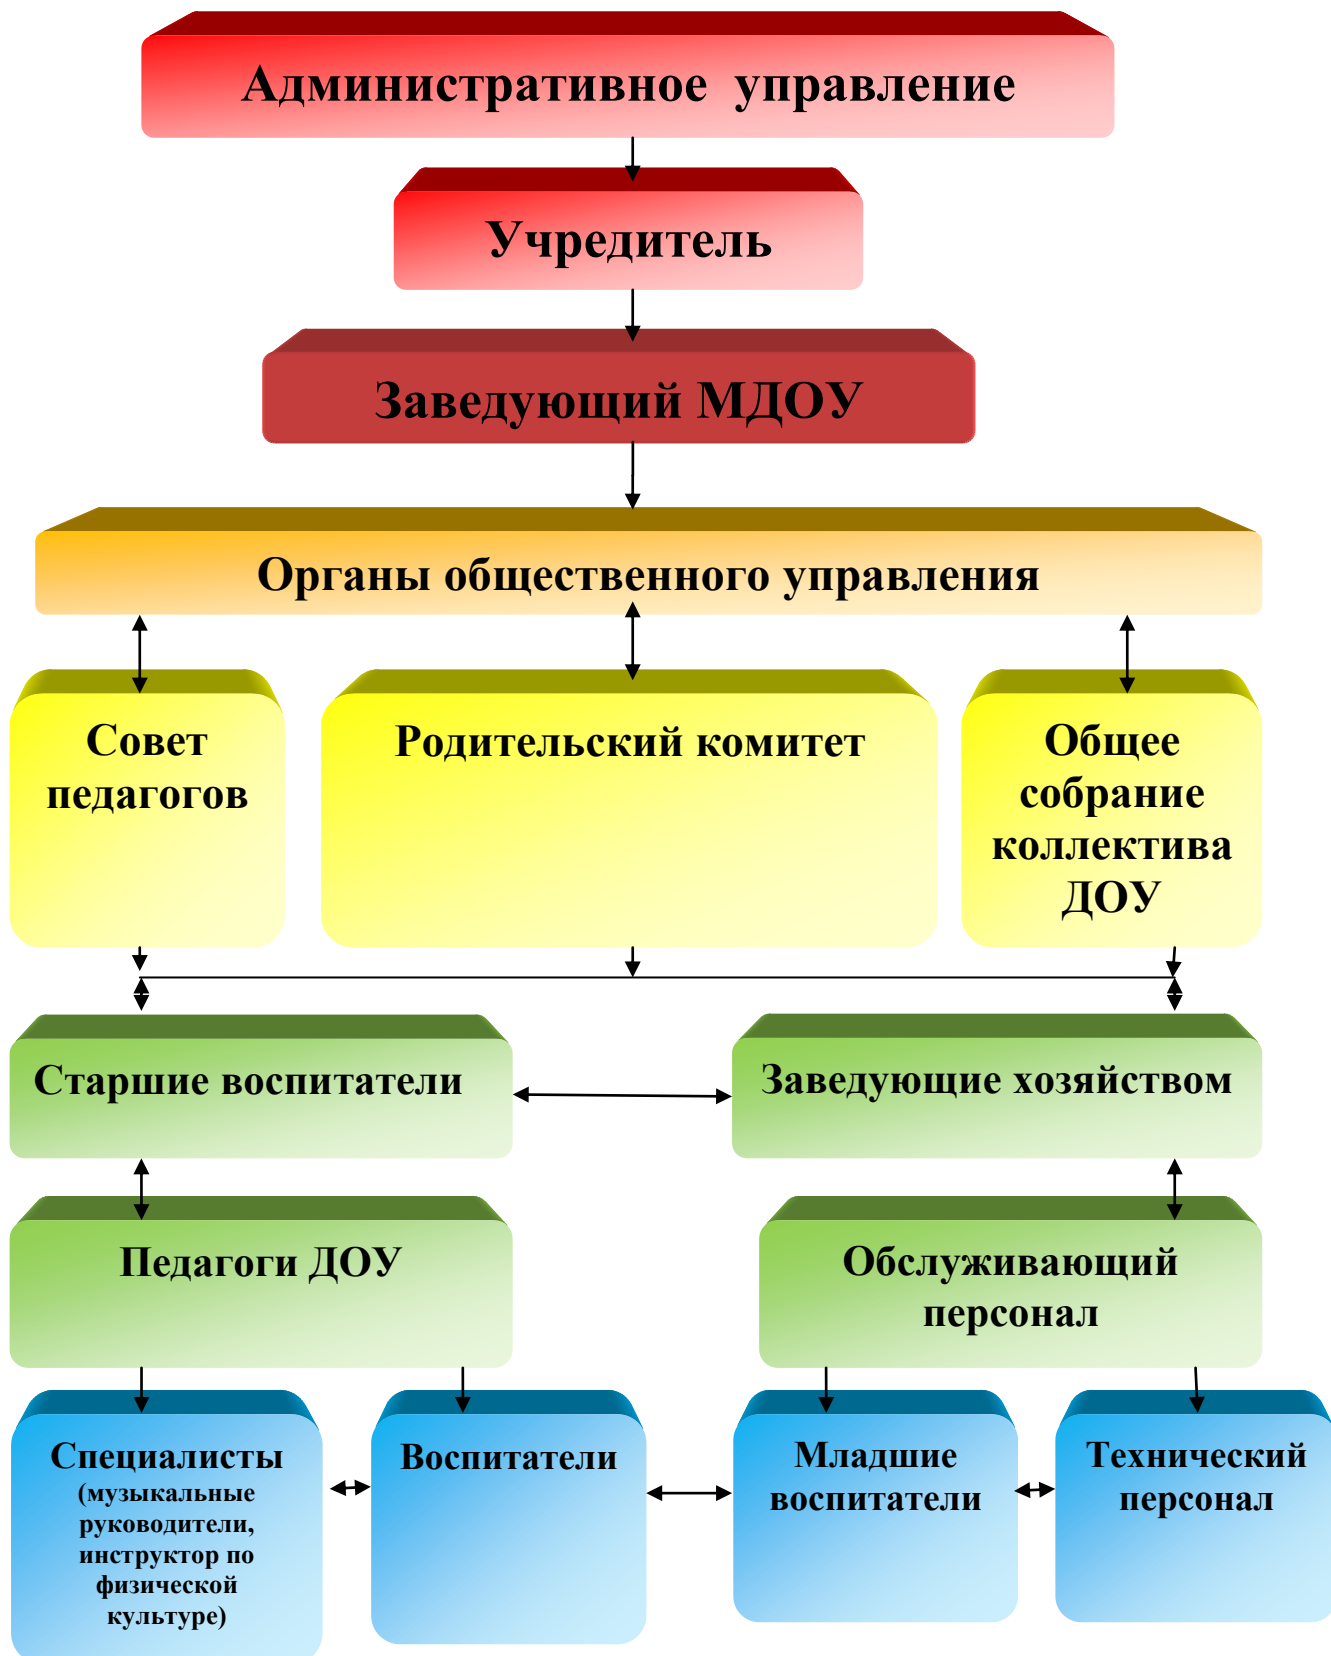 Административное управление
Учредитель
Заведующий МДОУ
Органы общественного управления
Совет
педагогов
Родительский комитет
Общее
собрание
коллектива
ДОУ
Старшие воспитатели
Заведующие хозяйством
Педагоги ДОУ
Обслуживающий
персонал
Специалисты
(музыкальные
руководители,
инструктор по
физической
культуре)
Воспитатели
Младшие
воспитатели
Технический
персонал